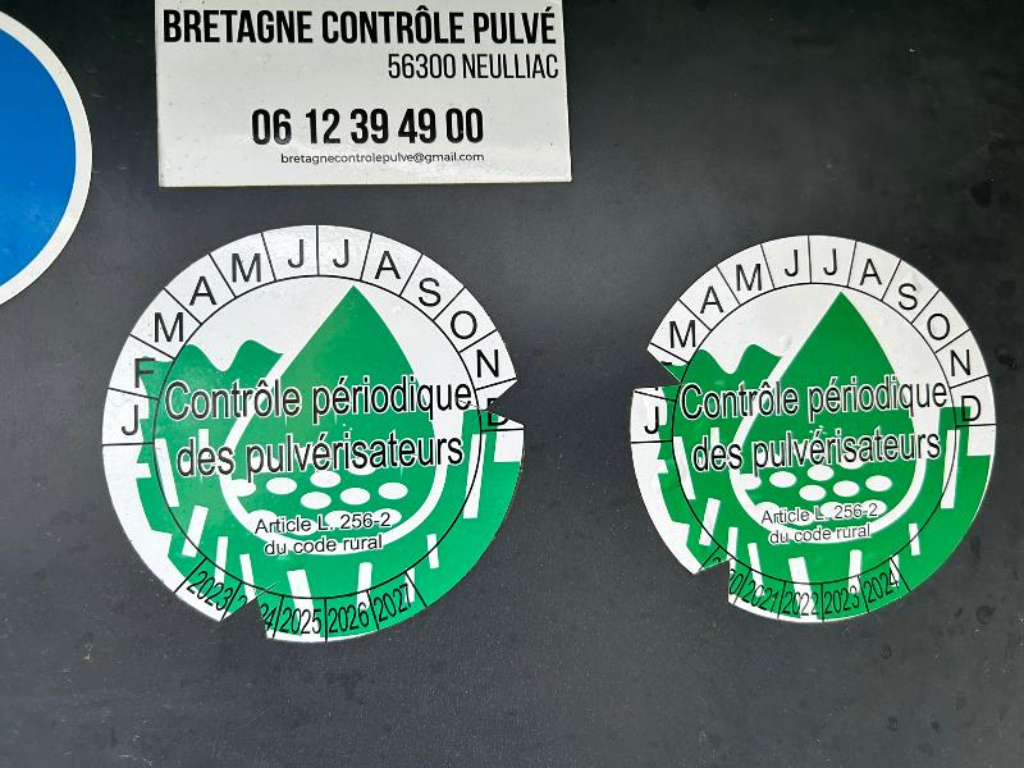 BRETAGNE CONTRÔLE PULVÉ
56300 NEULLIAC
06 12 39 49 00
bretagnecontrolepulve@gmail.com
J F M A M J J A S O N D
Contrôle périodique
des pulvérisateurs
Article L. 256-2
du code rural
2023 2025 2026 2027
J M A M J J A S O N D
Contrôle périodique
des pulvérisateurs
Article L. 256-2
du code rural
2021 2022 2023 2024